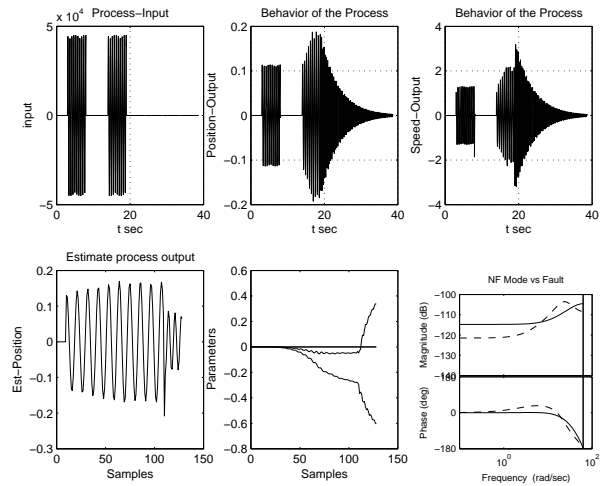 x 10^4 Process-Input
5
0
-5
input
0 20 40
t sec
Behavior of the Process
0.2
0.1
0
-0.1
-0.2
Position-Output
0 20 40
t sec
Behavior of the Process
4
2
0
-2
-4
Speed-Output
0 20 40
t sec
Estimate process output
0.2
0.1
0
-0.1
-0.2
-0.3
Est-Position
0 50 100 150
Samples
0.6
0.4
0.2
0
-0.2
-0.4
-0.6
-0.8
Parameters
0 50 100 150
Samples
NF Mode vs Fault
-100
-110
-120
-130
Magnitude (dB)
0
-180
Phase (deg)
10^0 10^2
Frequency (rad/sec)